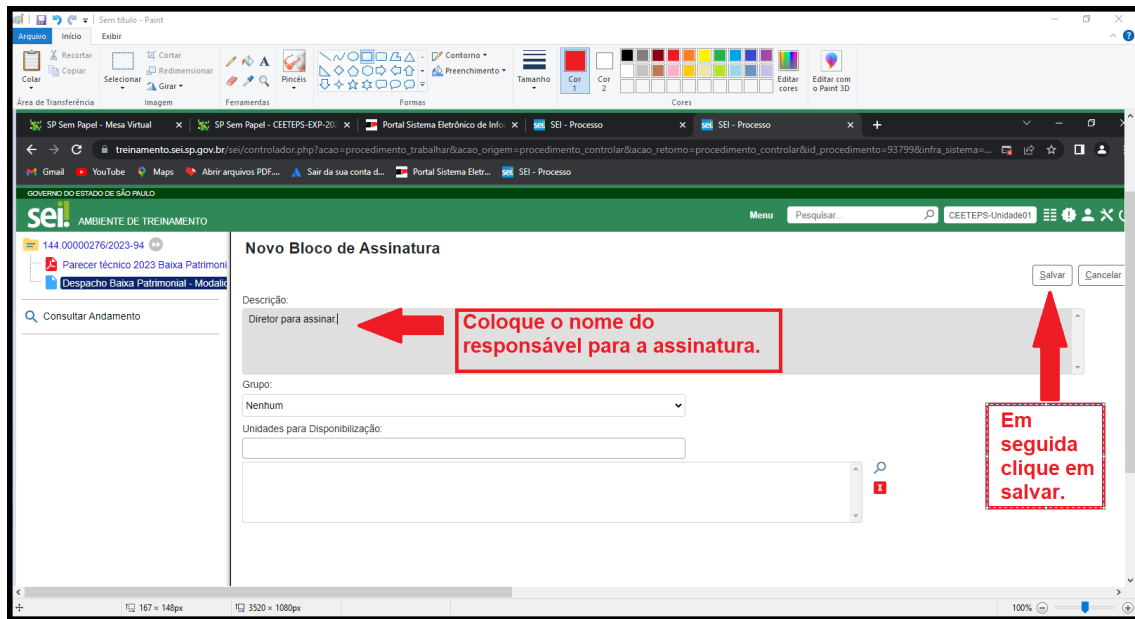 Sem título - Paint
Arquivo Início Exibir
Colar
Recortar
Copiar
Área de Transferência
Selecionar
Cortar
Redimensionar
Girar
Imagem
A
Ferramentas
Pincéis
Contorno
Preenchimento
Formas
Tamanho
Cor 1
Cor 2
Cores
Editar cores
Editar com o Paint 3D
SP Sem Papel - Mesa Virtual
SP Sem Papel - CEETEPS-EXP-202
Portal Sistema Eletrônico de Infor
SEI - Processo
SEI - Processo
treinamento.sei.sp.gov.br/sei/controlador.php?acao=procedimento_trabalhar&acao_origem=procedimento_controlar&acao_retorno=procedimento_controlar&id_procedimento=93799&infra_sistema=...
Gmail YouTube Maps Abrir arquivos PDF.... Sair da sua conta d... Portal Sistema Eletr... SEI - Processo
GOVERNO DO ESTADO DE SÃO PAULO
sei! AMBIENTE DE TREINAMENTO
Menu Pesquisar... CEETEPS-Unidade01
144.00000276/2023-94
Parecer técnico 2023 Baixa Patrimoni
Despacho Baixa Patrimonial - Modalic
Consultar Andamento
Novo Bloco de Assinatura
Salvar Cancelar
Descrição:
Diretor para assinar.
Coloque o nome do
responsável para a assinatura.
Grupo:
Nenhum
Unidades para Disponibilização:
Em
seguida
clique em
salvar.
167 × 148px
3520 × 1080px
100%